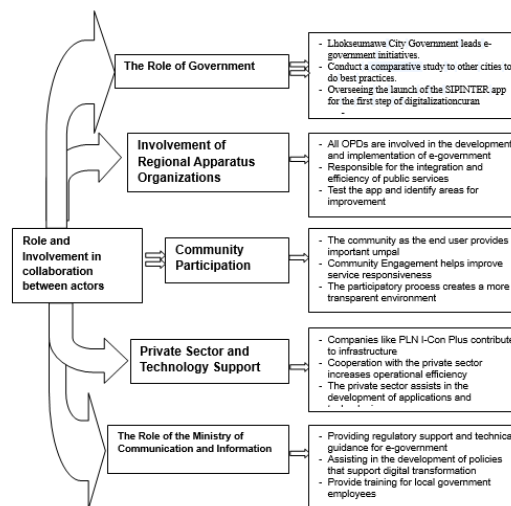 The Role of Government
- Lhokseumawe City Government leads e-
government initiatives.
- Conduct a comparative study to other cities to
do best practices.
- Overseeing the launch of the SIPINTER app
for the first step of digitalizationcuran
-
Involvement of
Regional Apparatus
Organizations
- All OPDs are involved in the development
and implementation of e-government
- Responsible for the integration and
efficiency of public services
- Test the app and identify areas for
improvement
Role and
Involvement in
collaboration
between actors
Community
Participation
- The community as the end user provides
important umpal
- Community Engagement helps improve
service responsiveness
- The participatory process creates a more
transparent environment
Private Sector and
Technology Support
- Companies like PLN I-Con Plus contribute
to infrastructure
- Cooperation with the private sector
increases operational efficiency
- The private sector assists in the
development of applications and
The Role of the Ministry of
Communication and Information
- Providing regulatory support and technical
guidance for e-government
- Assisting in the development of policies
that support digital transformation
- Provide training for local government
employees